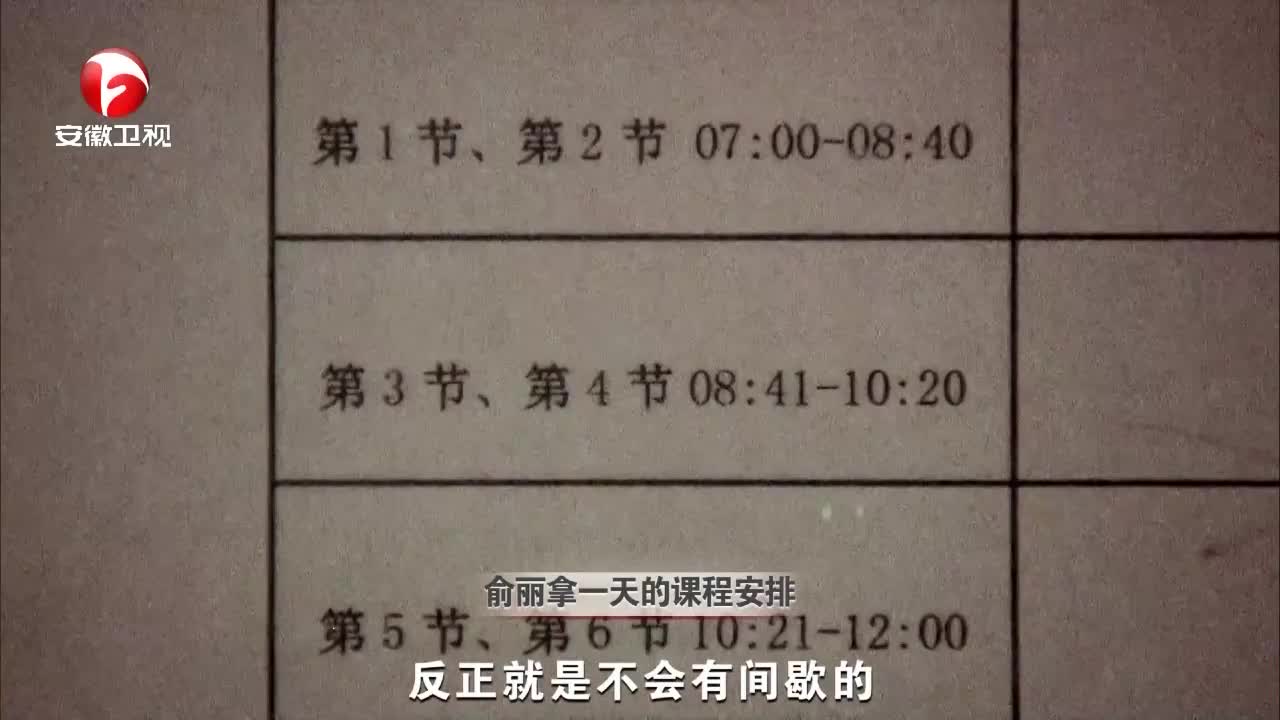 安徽卫视
第1节、第2节 07:00-08:40
第3节、第4节 08:41-10:20
俞丽拿一天的课程安排
第5节、第6节 10:21-12:00
反正就是不会有间歇的